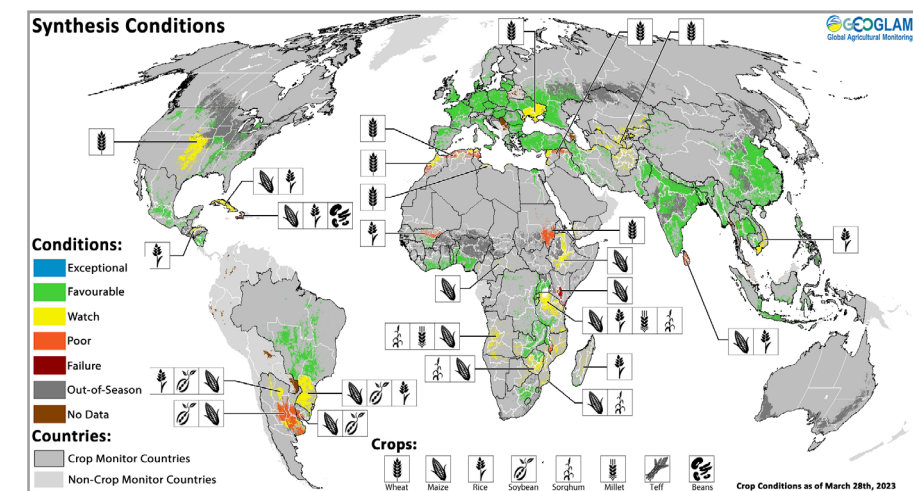 Synthesis Conditions
GEOGLAM
Global Agricultural Monitoring
Conditions:
Exceptional
Favourable
Watch
Poor
Failure
Out-of-Season
No Data
Countries:
Crop Monitor Countries
Non-Crop Monitor Countries
Crops:
Wheat Maize Rice Soybean Sorghum Millet Teff Beans
Crop Conditions as of March 28th, 2023